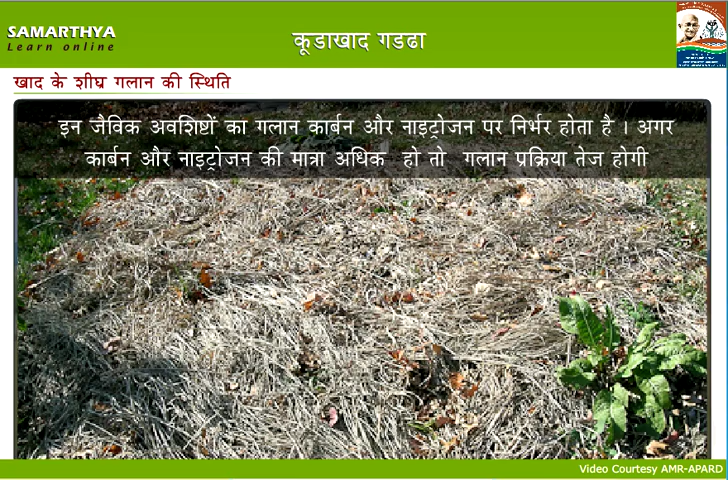 SAMARTHYA
Learn online
कूडाखाद गडढा
खाद के शीघ्र गलान की स्थिति
इन जैविक अवशिष्टों का गलान कार्बन और नाइट्रोजन पर निर्भर होता है । अगर
कार्बन और नाइट्रोजन की मात्रा अधिक हो तो गलान प्रक्रिया तेज होगी
Video Courtesy AMR-APARD